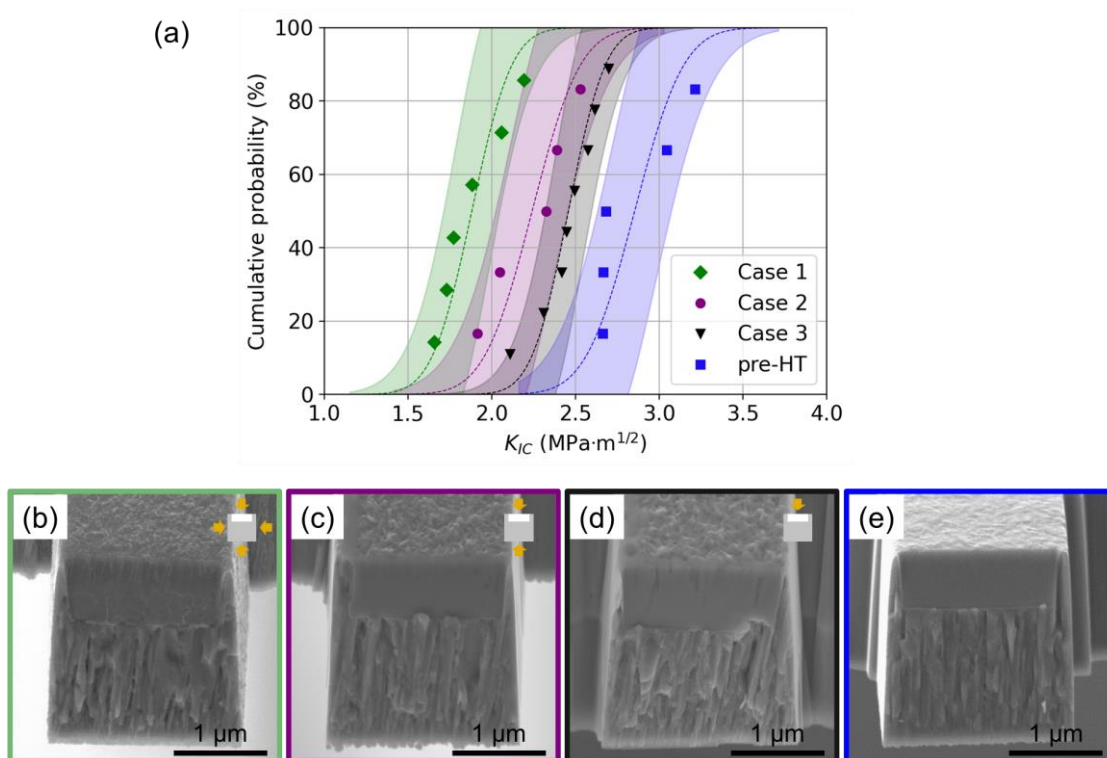 (a)
100
80
60
40
20
0
Cumulative probability (%)
Case 1
Case 2
Case 3
pre-HT
1.0 1.5 2.0 2.5 3.0 3.5 4.0
K_IC (MPa·m^1/2)
(b) (c) (d) (e)
1 µm 1 µm 1 µm 1 µm